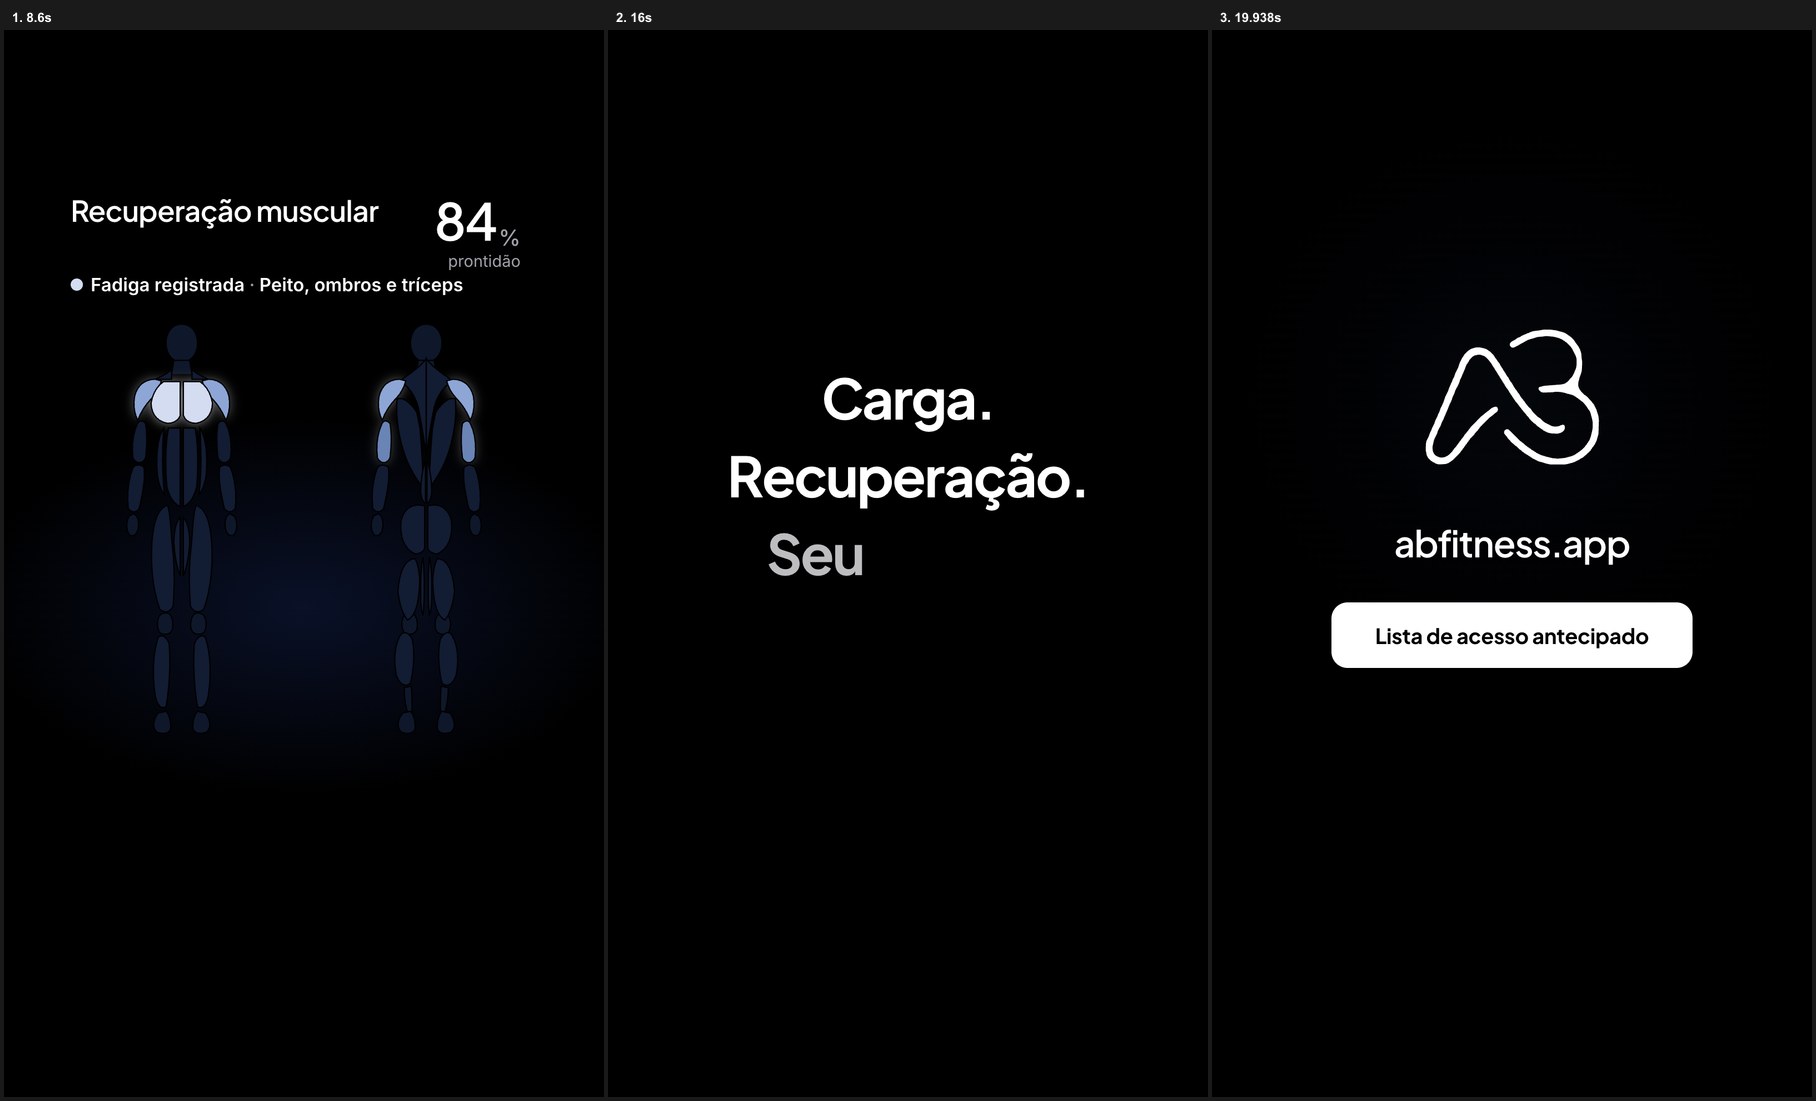 1. 8.6s
Recuperação muscular
84%
prontidão
Fadiga registrada · Peito, ombros e tríceps
2. 16s
Carga.
Recuperação.
Seu
3. 19.938s
AB
abfitness.app
Lista de acesso antecipado